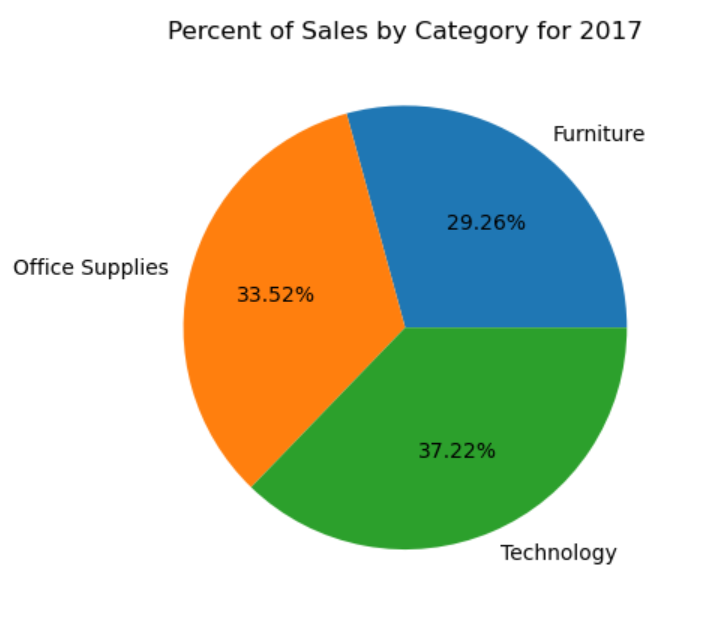 Percent of Sales by Category for 2017
Furniture
29.26%
Office Supplies
33.52%
37.22%
Technology